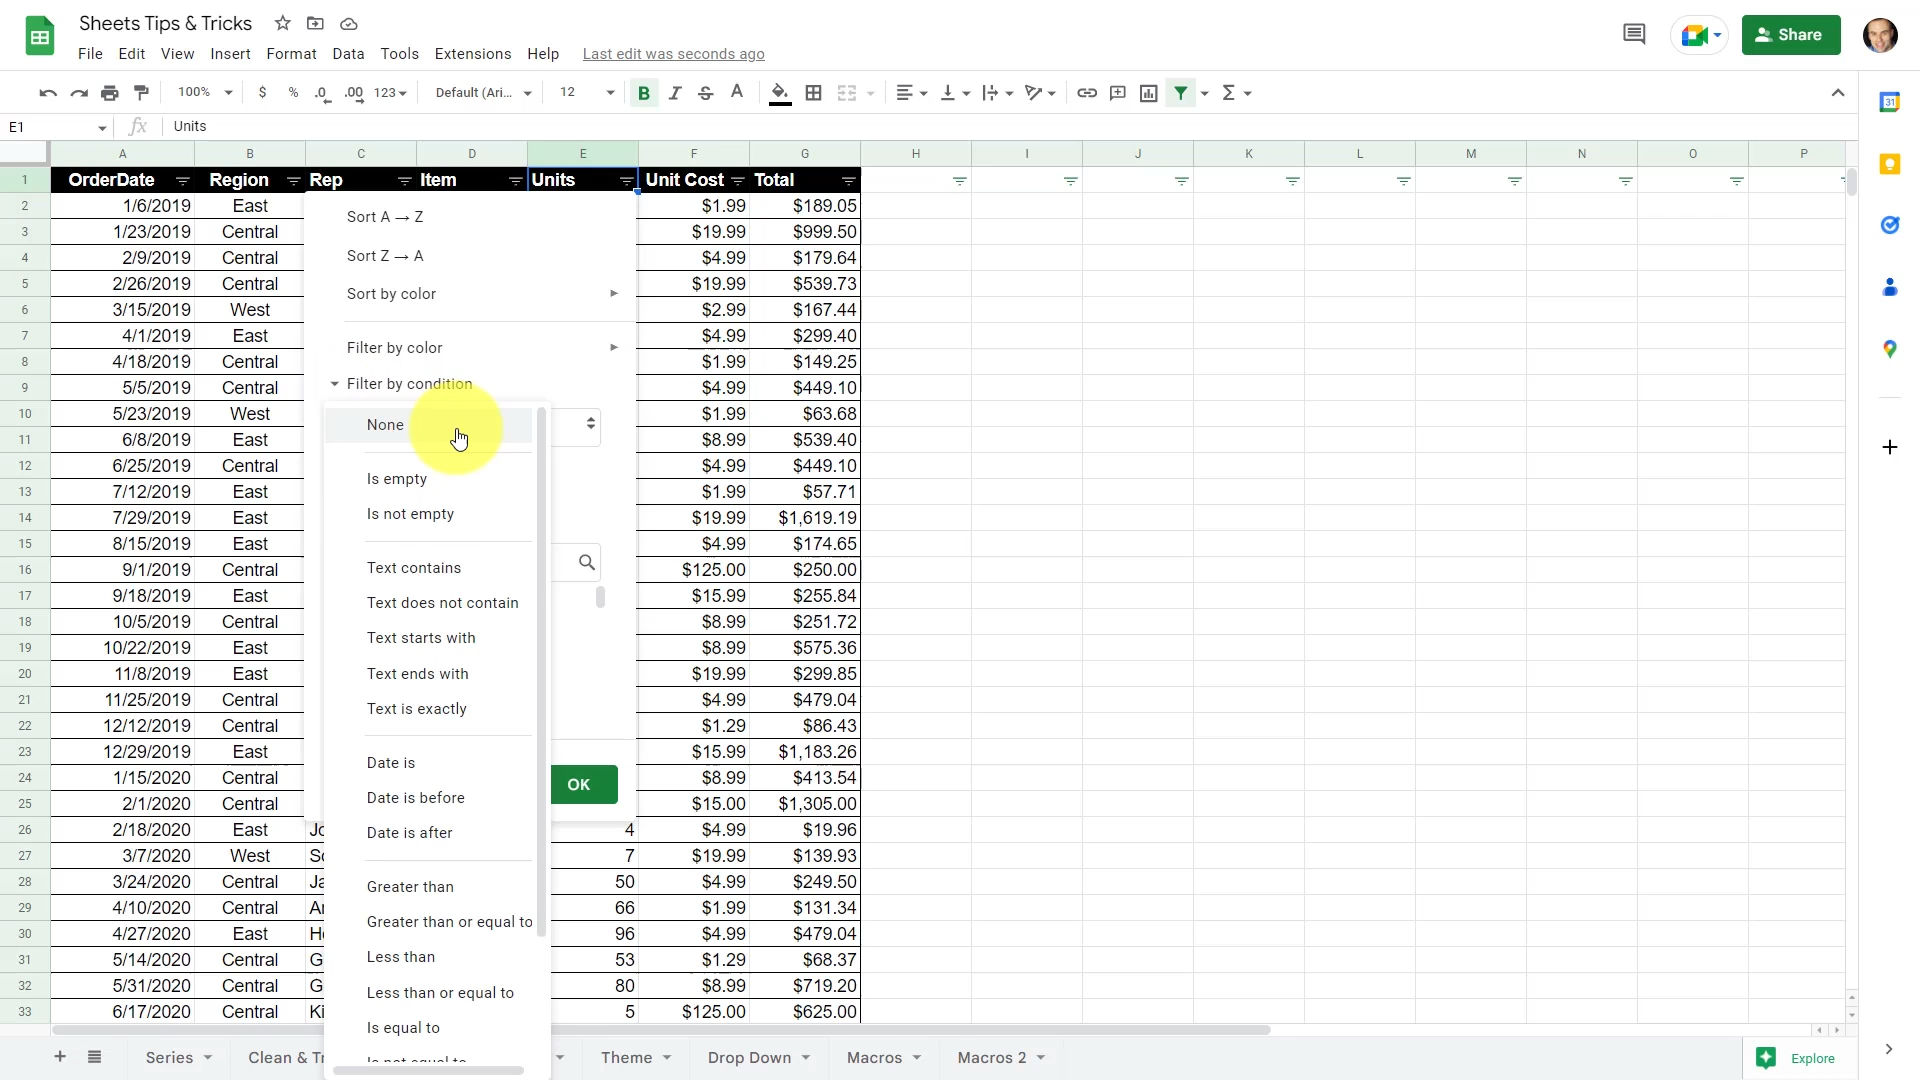 Sheets Tips & Tricks
File Edit View Insert Format Data Tools Extensions Help Last edit was seconds ago
Share
100% $ % .0 .00 123 Default (Ari... 12 B I S A
31
E1 fx Units
A B C D E F G H I J K L M N O P
1 OrderDate Region Rep Item Units Unit Cost Total
2 1/6/2019 East $1.99 $189.05
3 1/23/2019 Central $19.99 $999.50
4 2/9/2019 Central $4.99 $179.64
5 2/26/2019 Central $19.99 $539.73
6 3/15/2019 West $2.99 $167.44
7 4/1/2019 East $4.99 $299.40
8 4/18/2019 Central $1.99 $149.25
9 5/5/2019 Central $4.99 $449.10
10 5/23/2019 West $1.99 $63.68
11 6/8/2019 East $8.99 $539.40
12 6/25/2019 Central $4.99 $449.10
13 7/12/2019 East $1.99 $57.71
14 7/29/2019 East $19.99 $1,619.19
15 8/15/2019 East $4.99 $174.65
16 9/1/2019 Central $125.00 $250.00
17 9/18/2019 East $15.99 $255.84
18 10/5/2019 Central $8.99 $251.72
19 10/22/2019 East $8.99 $575.36
20 11/8/2019 East $19.99 $299.85
21 11/25/2019 Central $4.99 $479.04
22 12/12/2019 Central $1.29 $86.43
23 12/29/2019 East $15.99 $1,183.26
24 1/15/2020 Central $8.99 $413.54
25 2/1/2020 Central $15.00 $1,305.00
26 2/18/2020 East Jo 4 $4.99 $19.96
27 3/7/2020 West So 7 $19.99 $139.93
28 3/24/2020 Central Ja 50 $4.99 $249.50
29 4/10/2020 Central Ar 66 $1.99 $131.34
30 4/27/2020 East Ho 96 $4.99 $479.04
31 5/14/2020 Central G 53 $1.29 $68.37
32 5/31/2020 Central G 80 $8.99 $719.20
33 6/17/2020 Central Ki 5 $125.00 $625.00
Sort A → Z
Sort Z → A
Sort by color
Filter by color
Filter by condition
None
Is empty
Is not empty
Text contains
Text does not contain
Text starts with
Text ends with
Text is exactly
Date is
Date is before
Date is after
Greater than
Greater than or equal to
Less than
Less than or equal to
Is equal to
Is not equal to
OK
Series Clean & Tr Theme Drop Down Macros Macros 2 Explore